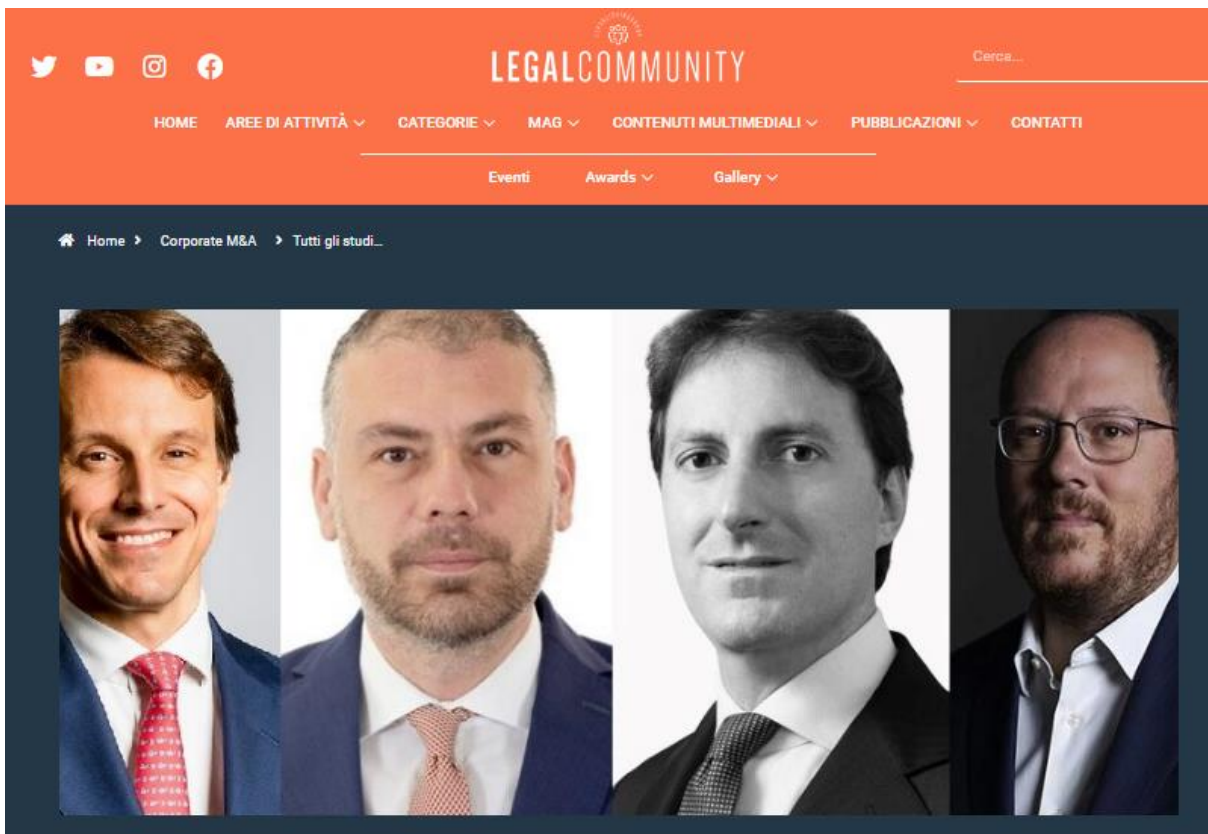 LEGALCOMMUNITY
Cerca...
HOME AREE DI ATTIVITÀ CATEGORIE MAG CONTENUTI MULTIMEDIALI PUBBLICAZIONI CONTATTI
Eventi Awards Gallery
Home > Corporate M&A > Tutti gli studi...